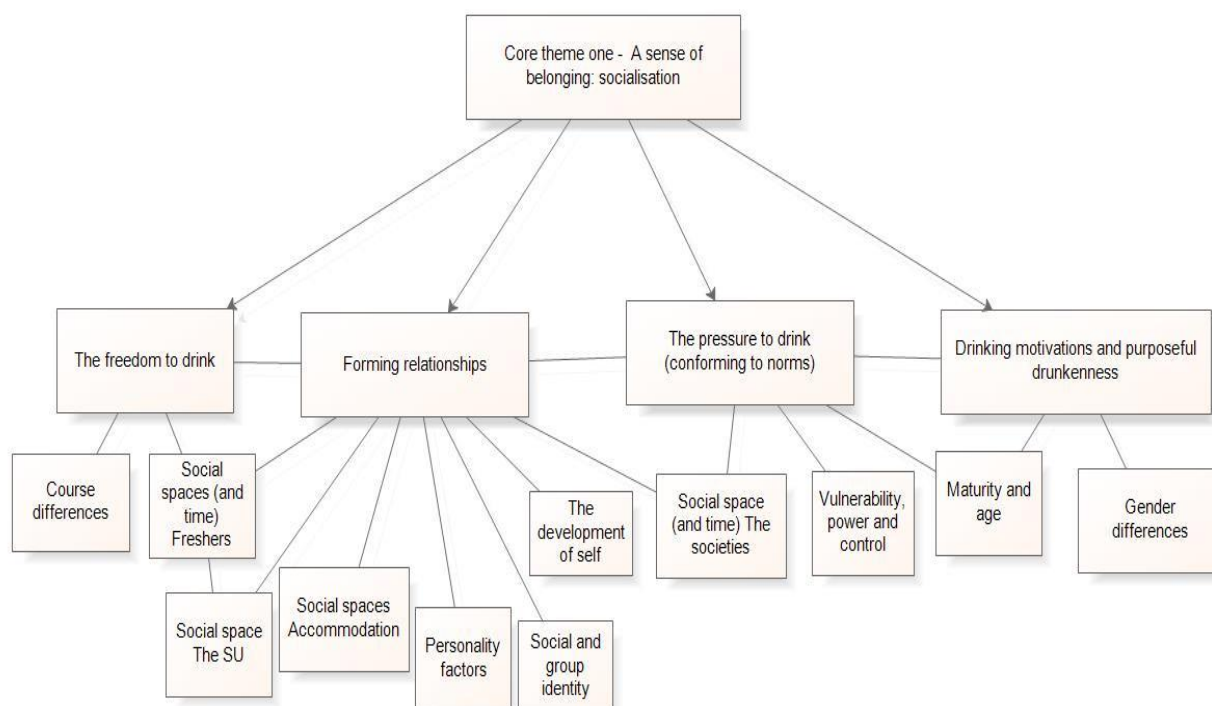 Core theme one - A sense of
belonging: socialisation
The freedom to drink
Forming relationships
The pressure to drink
(conforming to norms)
Drinking motivations and purposeful
drunkenness
Course
differences
Social
spaces (and
time)
Freshers
The
development
of self
Social space
(and time) The
societies
Vulnerability,
power and
control
Maturity and
age
Gender
differences
Social space
The SU
Social spaces
Accommodation
Personality
factors
Social and
group
identity